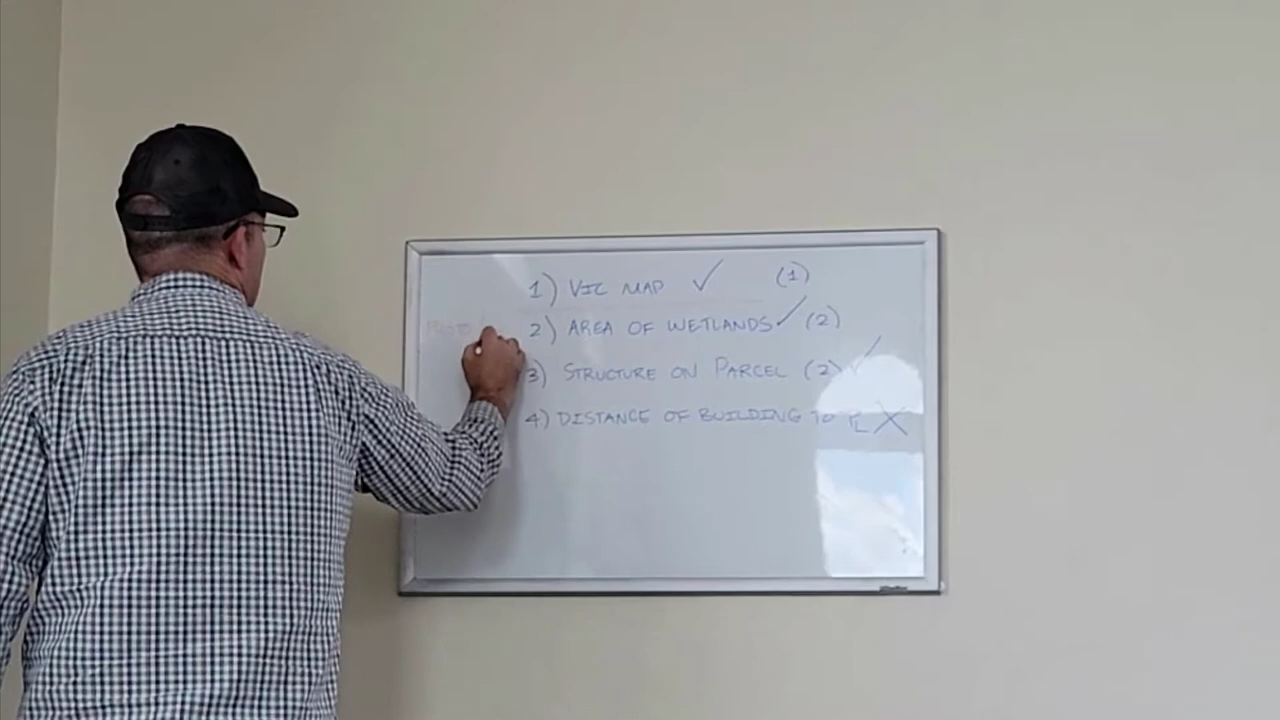 1) VIC MAP ✓ (1)
2) AREA OF WETLANDS ✓ (2)
3) STRUCTURE ON PARCEL (2) ✓
4) DISTANCE OF BUILDING TO PL X